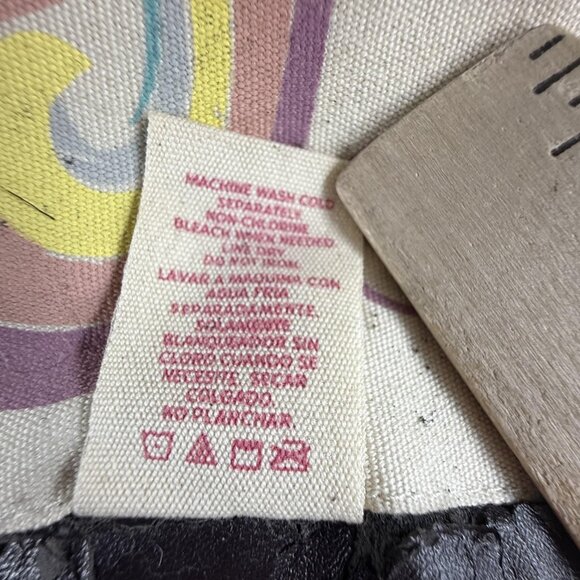 MACHINE WASH COLD
SEPARATELY
NON-CHLORINE
BLEACH WHEN NEEDED.
LINE DRY
DO NOT IRON.
LAVAR A MAQUINA CON
AGUA FRIA
SEPARADAMENTE.
SOLAMENTE
BLANQUEADOR SIN
CLORO CUANDO SE
NECESITE. SECAR
COLGADO.
NO PLANCHAR